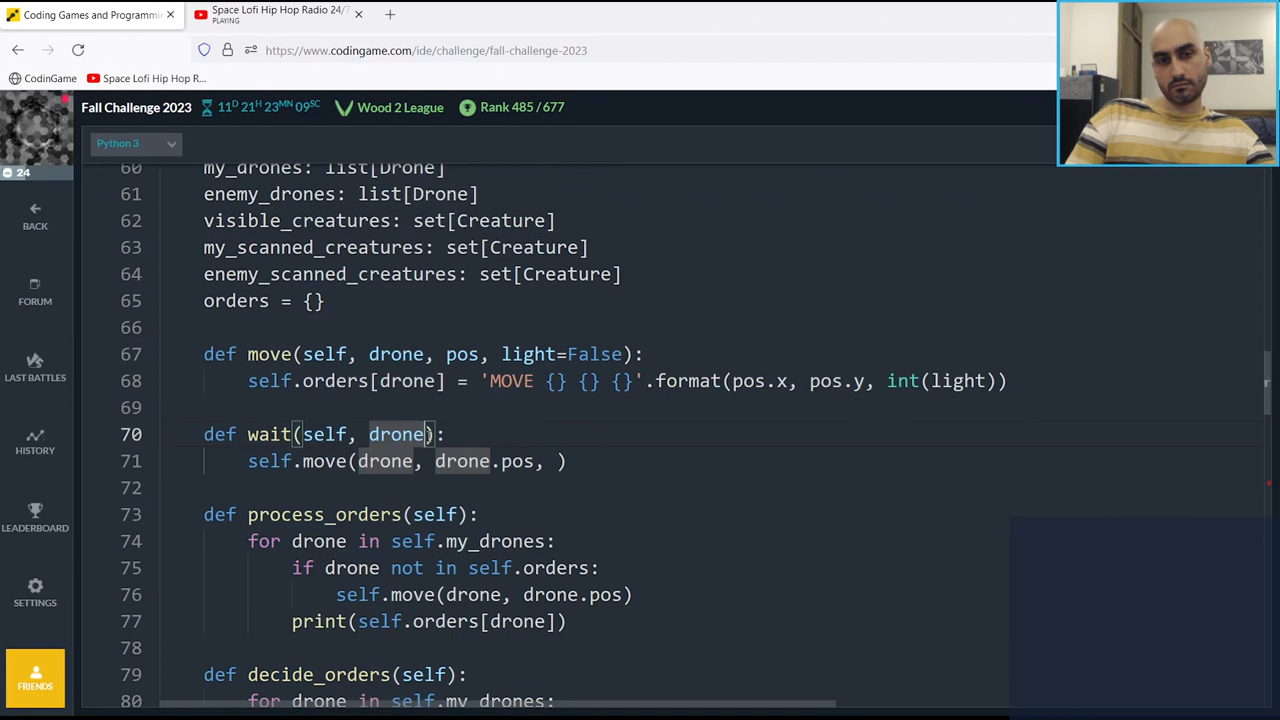 Coding Games and Programmi
Space Lofi Hip Hop Radio 24/7
PLAYING
https://www.codingame.com/ide/challenge/fall-challenge-2023
CodinGame
Space Lofi Hip Hop R...
Fall Challenge 2023
11D 21H 23MN 09SC
Wood 2 League
Rank 485 / 677
Python 3
24
BACK
FORUM
LAST BATTLES
HISTORY
LEADERBOARD
SETTINGS
FRIENDS
60 my_drones: list[Drone]
61 enemy_drones: list[Drone]
62 visible_creatures: set[Creature]
63 my_scanned_creatures: set[Creature]
64 enemy_scanned_creatures: set[Creature]
65 orders = {}
66
67 def move(self, drone, pos, light=False):
68 self.orders[drone] = 'MOVE {} {} {}'.format(pos.x, pos.y, int(light))
69
70 def wait(self, drone):
71 self.move(drone, drone.pos, )
72
73 def process_orders(self):
74 for drone in self.my_drones:
75 if drone not in self.orders:
76 self.move(drone, drone.pos)
77 print(self.orders[drone])
78
79 def decide_orders(self):
80 for drone in self.my_drones: